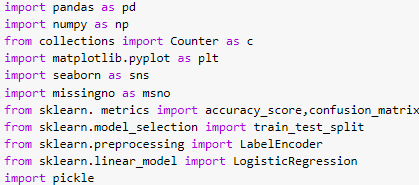 import pandas as pd
import numpy as np
from collections import Counter as c
import matplotlib.pyplot as plt
import seaborn as sns
import missingno as msno
from sklearn. metrics import accuracy_score,confusion_matrix
from sklearn.model_selection import train_test_split
from sklearn.preprocessing import LabelEncoder
from sklearn.linear_model import LogisticRegression
import pickle